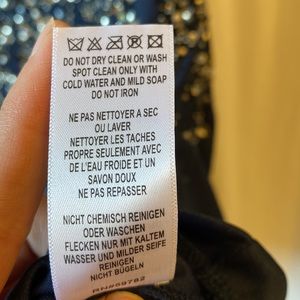 DO NOT DRY CLEAN OR WASH
SPOT CLEAN ONLY WITH
COLD WATER AND MILD SOAP
DO NOT IRON
NE PAS NETTOYER A SEC
OU LAVER
NETTOYER LES TACHES
PROPRE SEULEMENT AVEC
DE L'EAU FROIDE ET UN
SAVON DOUX
NE PAS REPASSER
NICHT CHEMISCH REINIGEN
ODER WASCHEN
FLECKEN NUR MIT KALTEM
WASSER UND MILDER SEIFE
REINIGEN
NICHT BÜGELN
RN#59782